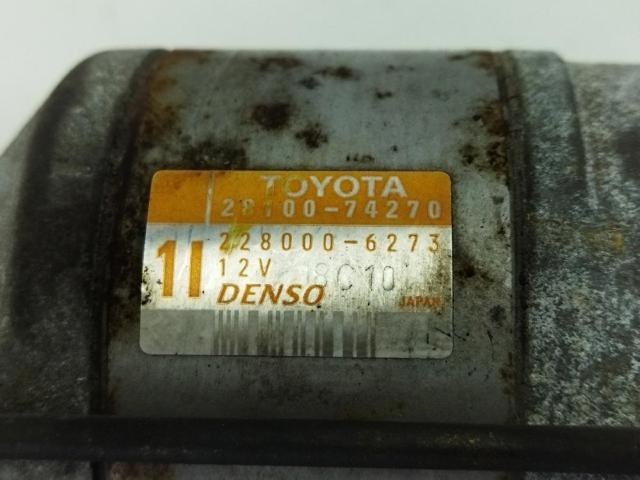 TOYOTA
28100-74270
1I 228000-6273
12V 8C10
DENSO JAPAN